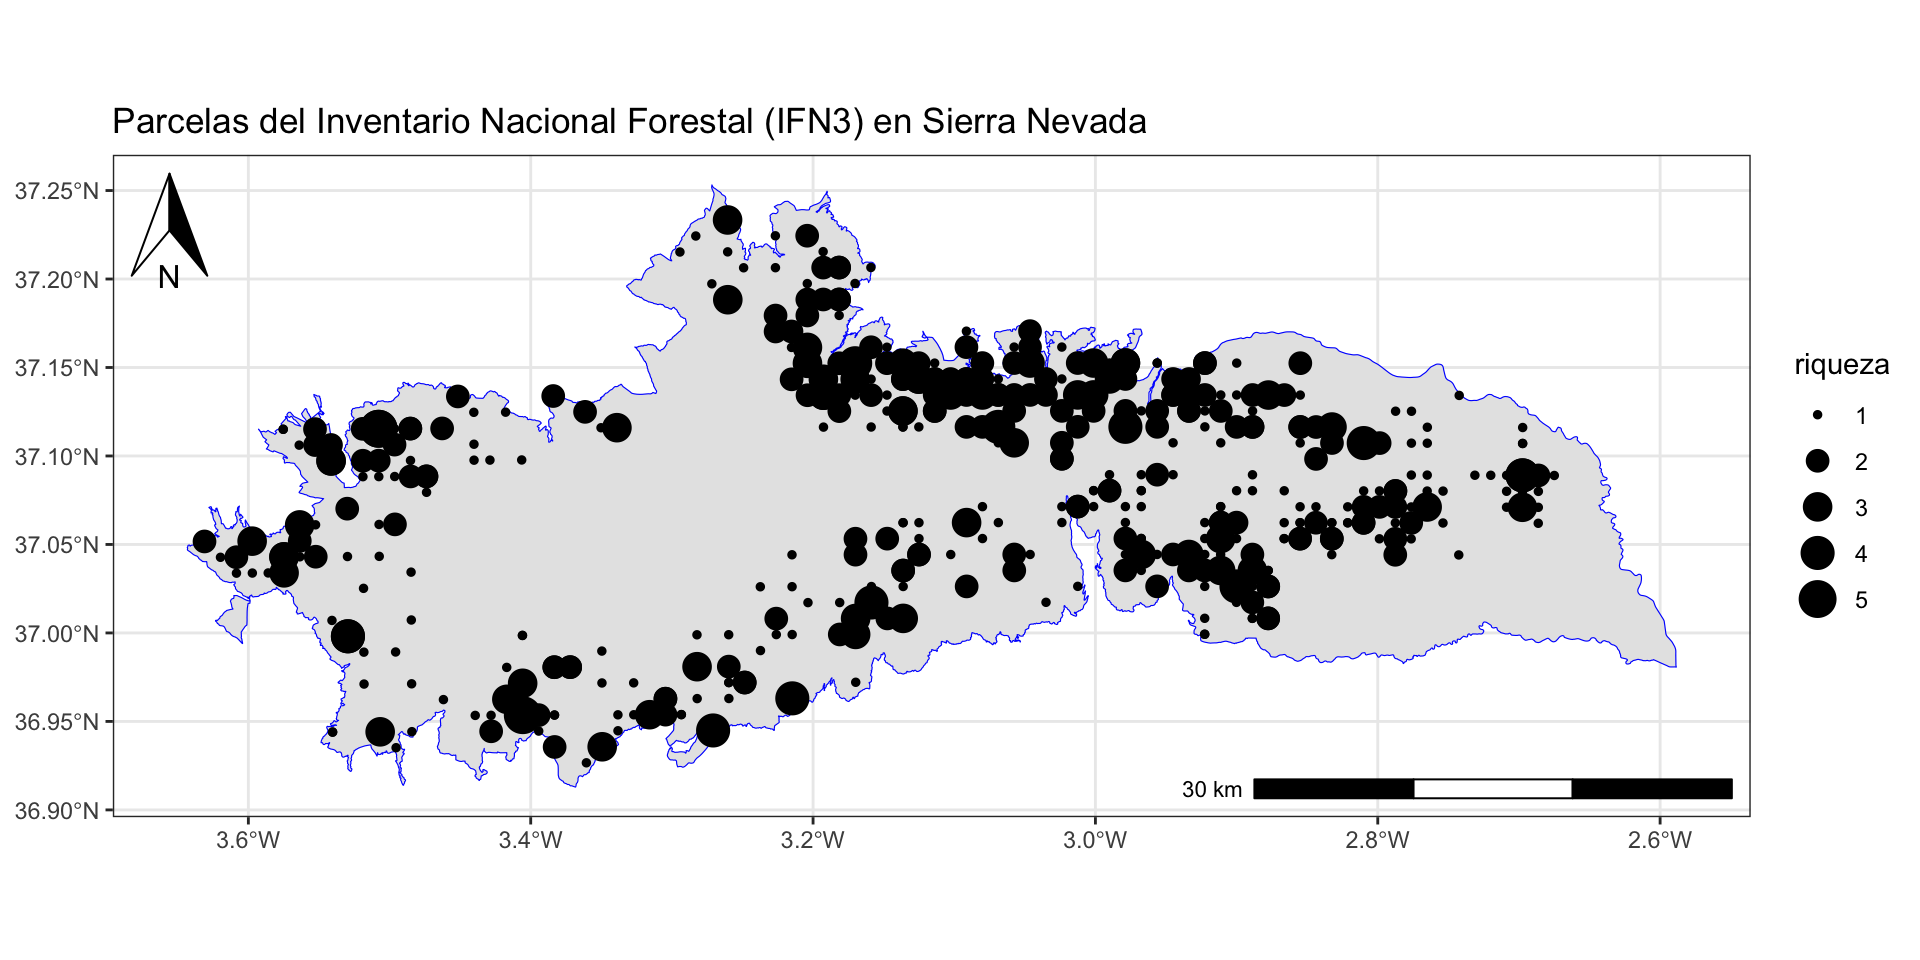 Parcelas del Inventario Nacional Forestal (IFN3) en Sierra Nevada
37.25°N
37.20°N
37.15°N
37.10°N
37.05°N
37.00°N
36.95°N
36.90°N
N
30 km
3.6°W 3.4°W 3.2°W 3.0°W 2.8°W 2.6°W
riqueza
1
2
3
4
5